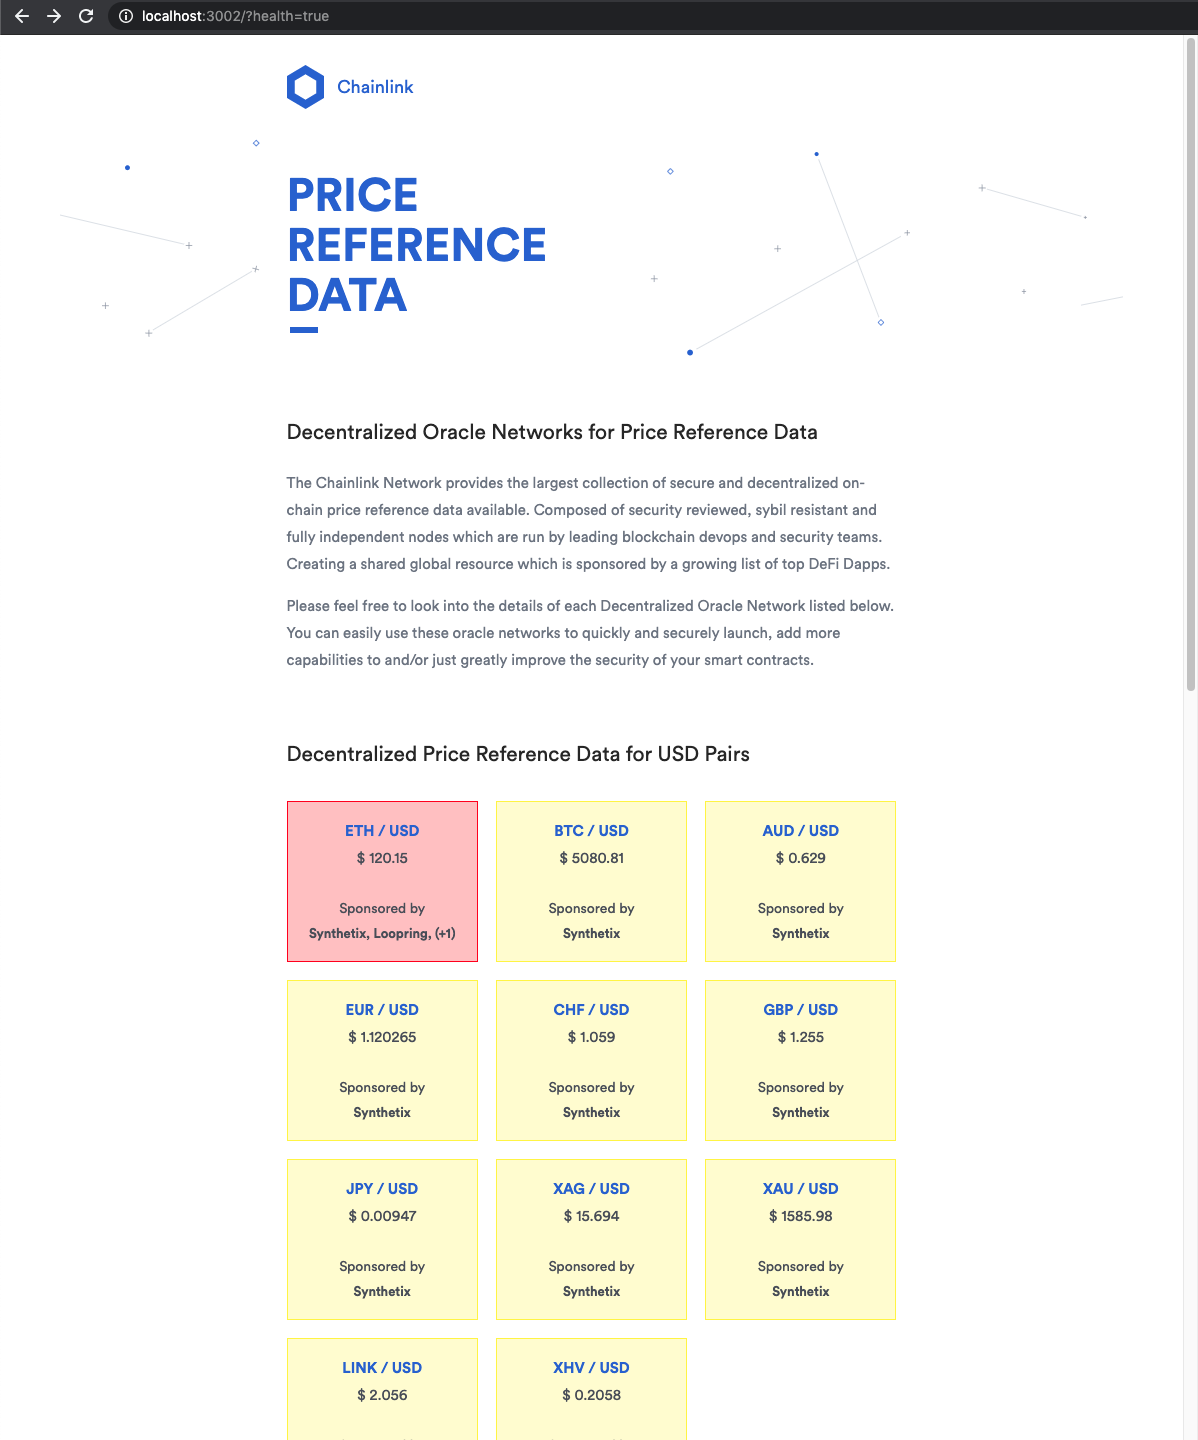 localhost:3002/?health=true
Chainlink
PRICE
REFERENCE
DATA
Decentralized Oracle Networks for Price Reference Data
The Chainlink Network provides the largest collection of secure and decentralized on-
chain price reference data available. Composed of security reviewed, sybil resistant and
fully independent nodes which are run by leading blockchain devops and security teams.
Creating a shared global resource which is sponsored by a growing list of top DeFi Dapps.
Please feel free to look into the details of each Decentralized Oracle Network listed below.
You can easily use these oracle networks to quickly and securely launch, add more
capabilities to and/or just greatly improve the security of your smart contracts.
Decentralized Price Reference Data for USD Pairs
ETH / USD
$ 120.15
Sponsored by
Synthetix, Loopring, (+1)
BTC / USD
$ 5080.81
Sponsored by
Synthetix
AUD / USD
$ 0.629
Sponsored by
Synthetix
EUR / USD
$ 1.120265
Sponsored by
Synthetix
CHF / USD
$ 1.059
Sponsored by
Synthetix
GBP / USD
$ 1.255
Sponsored by
Synthetix
JPY / USD
$ 0.00947
Sponsored by
Synthetix
XAG / USD
$ 15.694
Sponsored by
Synthetix
XAU / USD
$ 1585.98
Sponsored by
Synthetix
LINK / USD
$ 2.056
XHV / USD
$ 0.2058